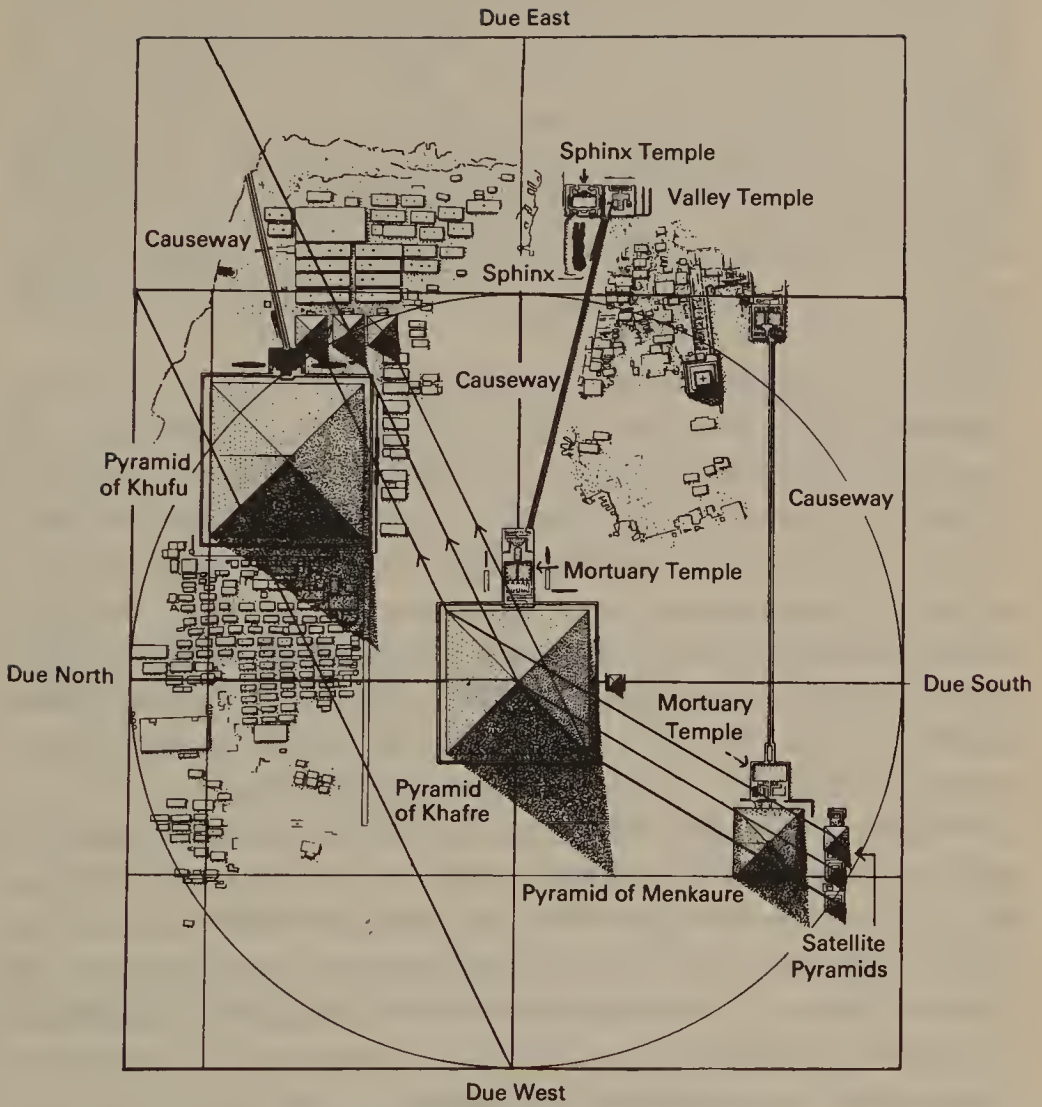 Due East
Sphinx Temple
Valley Temple
Causeway
Sphinx
Causeway
Pyramid
of Khufu
Causeway
Mortuary Temple
Due North
Due South
Mortuary
Temple
Pyramid
of Khafre
Pyramid of Menkaure
Satellite
Pyramids
Due West